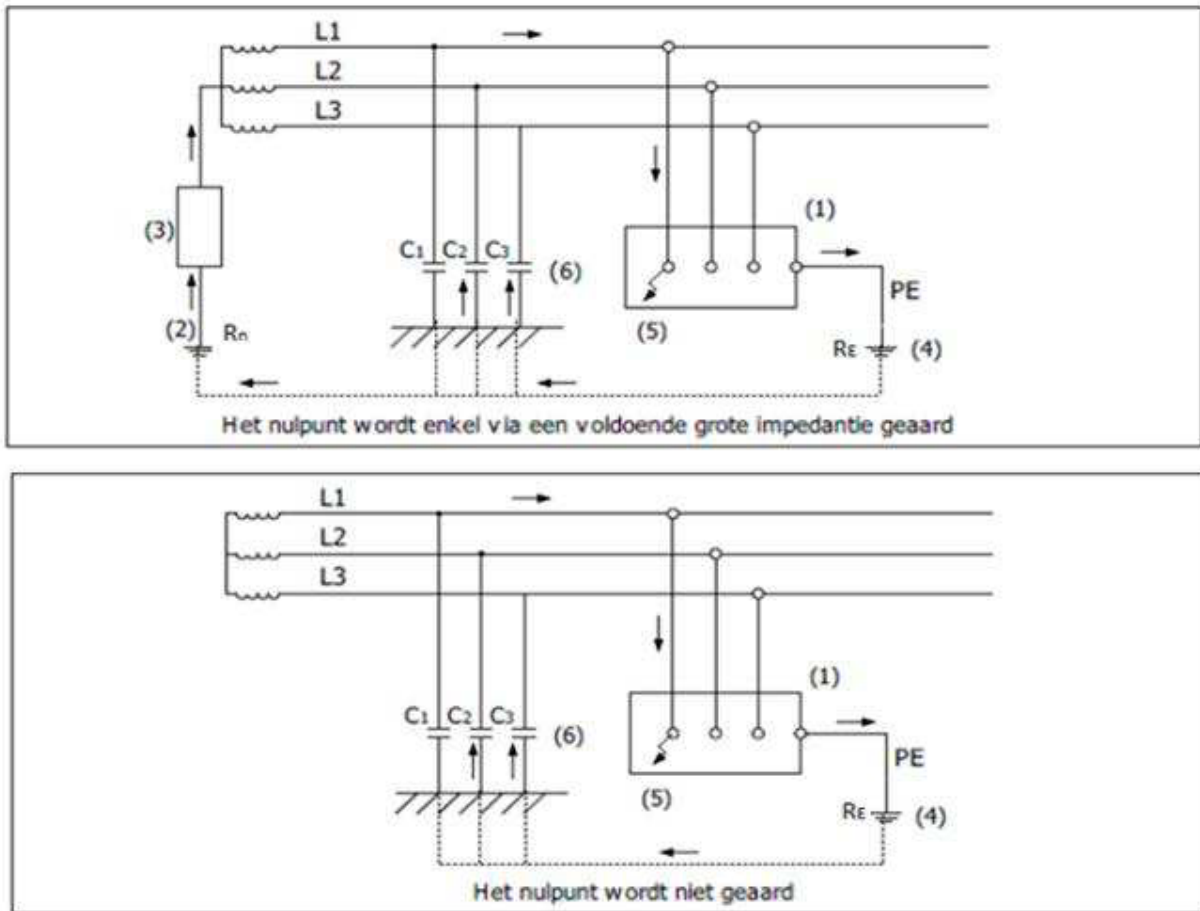 L1
L2
L3
(1)
(3)
C1 C2 C3 (6)
PE
(2) Rn
(5)
RE (4)
Het nulpunt wordt enkel via een voldoende grote impedantie geaard
L1
L2
L3
(1)
C1 C2 C3 (6)
PE
(5)
RE (4)
Het nulpunt wordt niet geaard